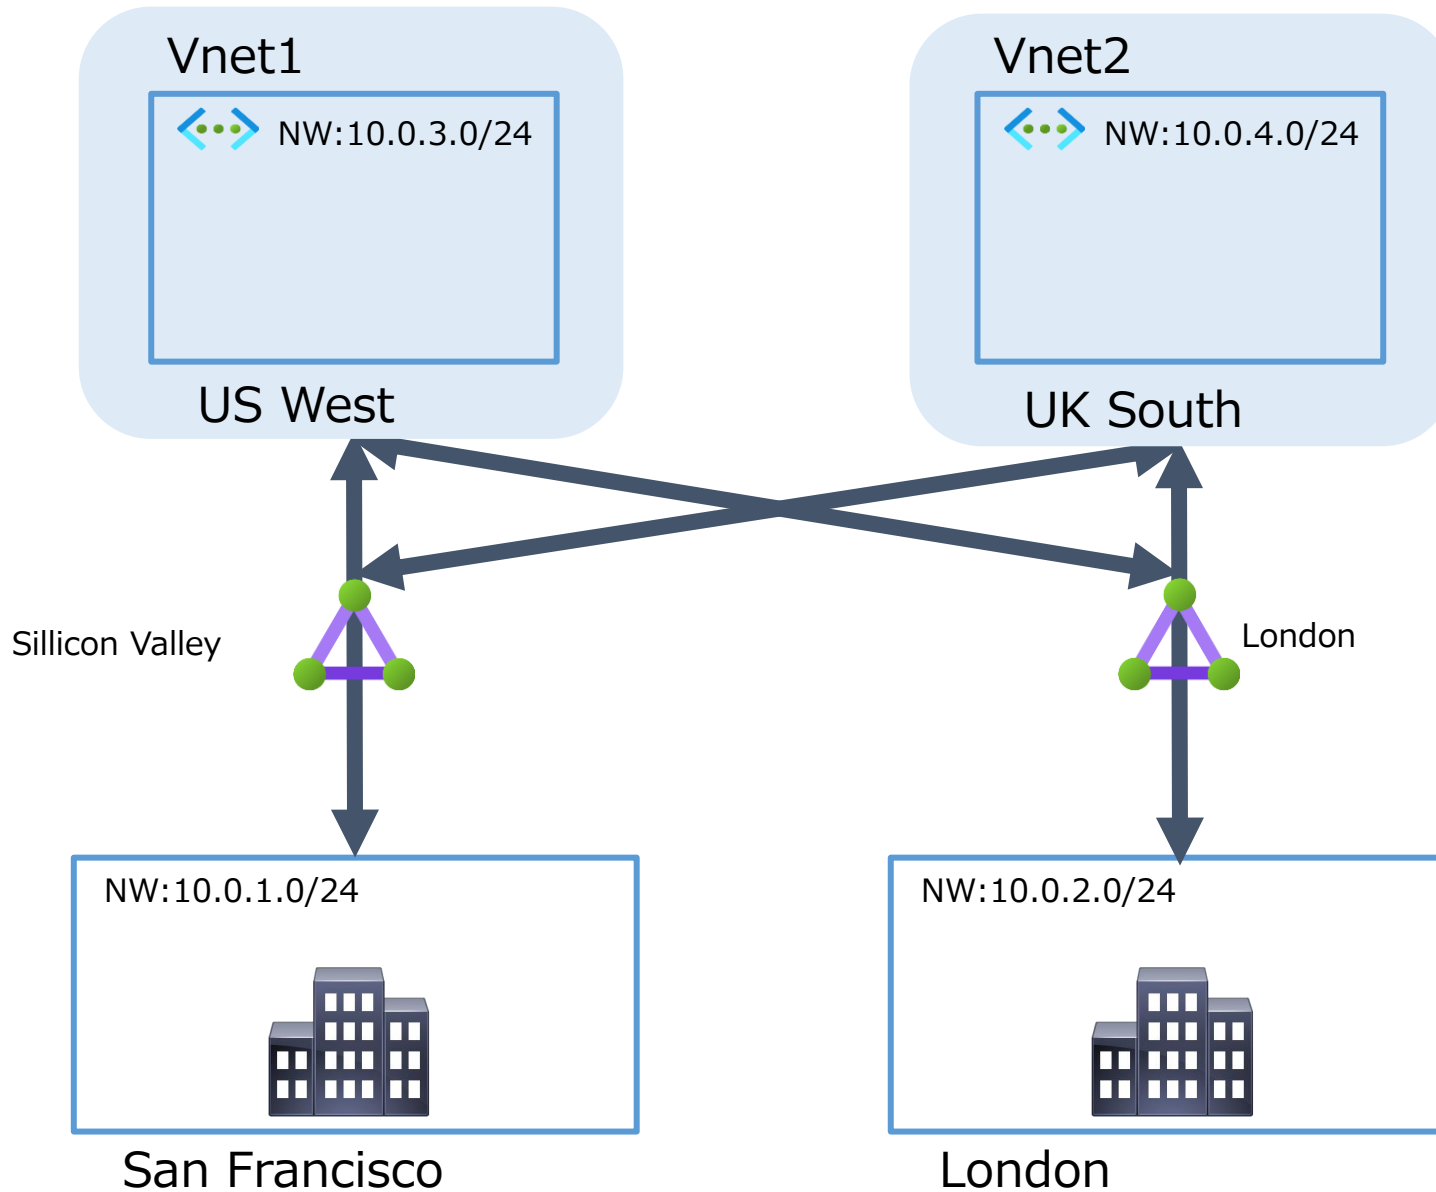 Vnet1
Vnet2
NW:10.0.3.0/24
NW:10.0.4.0/24
US West
UK South
Sillicon Valley
London
NW:10.0.1.0/24
NW:10.0.2.0/24
San Francisco
London